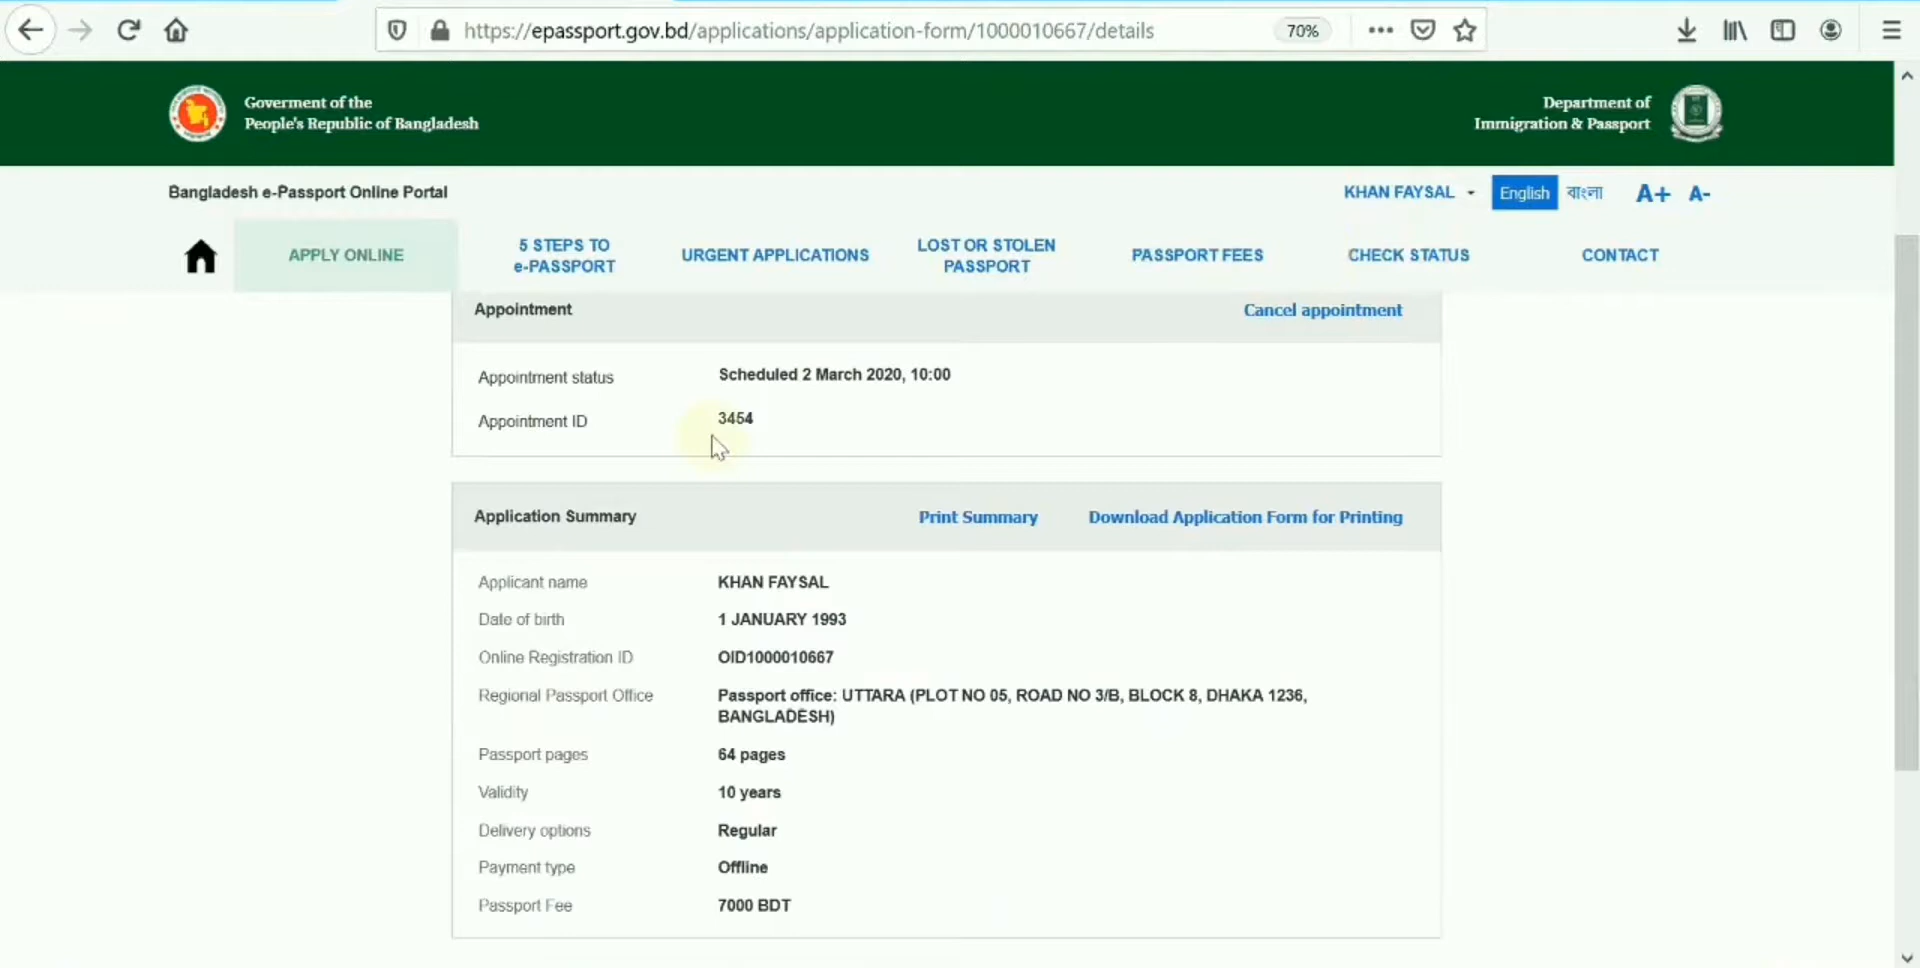 https://epassport.gov.bd/applications/application-form/1000010667/details
70%
Goverment of the
People's Republic of Bangladesh
Department of
Immigration & Passport
Bangladesh e-Passport Online Portal
KHAN FAYSAL
English
বাংলা
A+
A-
APPLY ONLINE
5 STEPS TO
e-PASSPORT
URGENT APPLICATIONS
LOST OR STOLEN
PASSPORT
PASSPORT FEES
CHECK STATUS
CONTACT
Appointment
Cancel appointment
Appointment status
Scheduled 2 March 2020, 10:00
Appointment ID
3454
Application Summary
Print Summary
Download Application Form for Printing
Applicant name
KHAN FAYSAL
Date of birth
1 JANUARY 1993
Online Registration ID
OID1000010667
Regional Passport Office
Passport office: UTTARA (PLOT NO 05, ROAD NO 3/B, BLOCK 8, DHAKA 1236,
BANGLADESH)
Passport pages
64 pages
Validity
10 years
Delivery options
Regular
Payment type
Offline
Passport Fee
7000 BDT